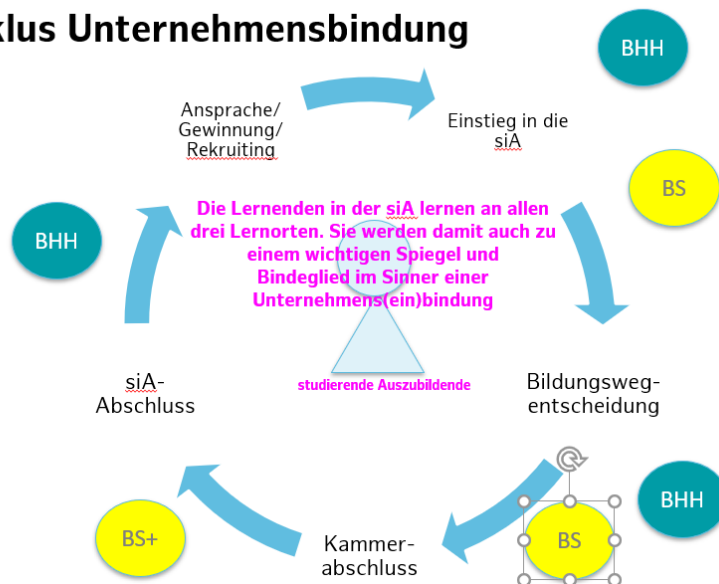 klus Unternehmensbindung
BHH
Ansprache/
Gewinnung/
Rekruiting
Einstieg in die
siA
BS
Die Lernenden in der siA lernen an allen
drei Lernorten. Sie werden damit auch zu
einem wichtigen Spiegel und
Bindeglied im Sinner einer
Unternehmens(ein)bindung
BHH
siA-
Abschluss
studierende Auszubildende
Bildungsweg-
entscheidung
BHH
BS+
Kammer-
abschluss
BS